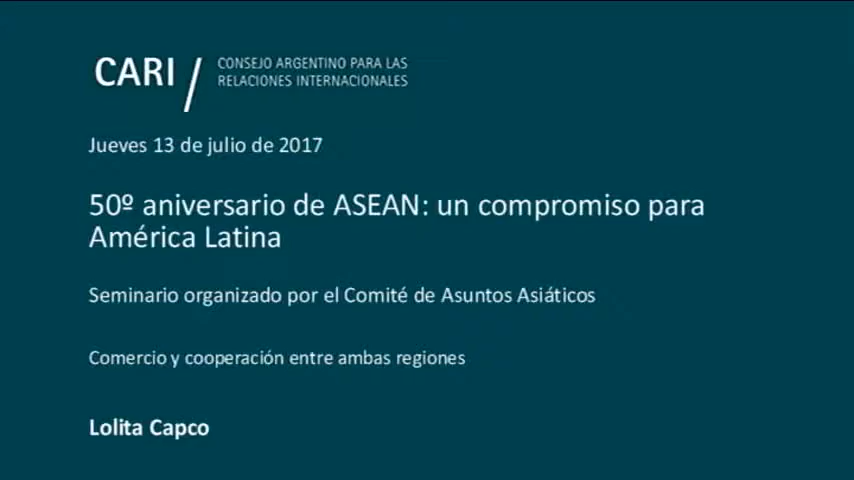 CARI / CONSEJO ARGENTINO PARA LAS
RELACIONES INTERNACIONALES
Jueves 13 de julio de 2017
50º aniversario de ASEAN: un compromiso para
América Latina
Seminario organizado por el Comité de Asuntos Asiáticos
Comercio y cooperación entre ambas regiones
Lolita Capco